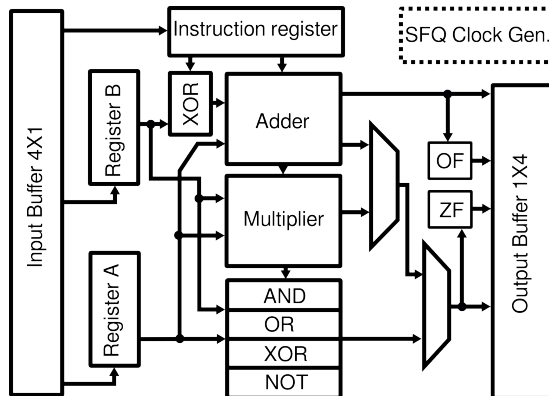 Instruction register
SFQ Clock Gen.
Input Buffer 4X1
Register B
XOR
Adder
OF
Multiplier
ZF
Output Buffer 1X4
Register A
AND
OR
XOR
NOT